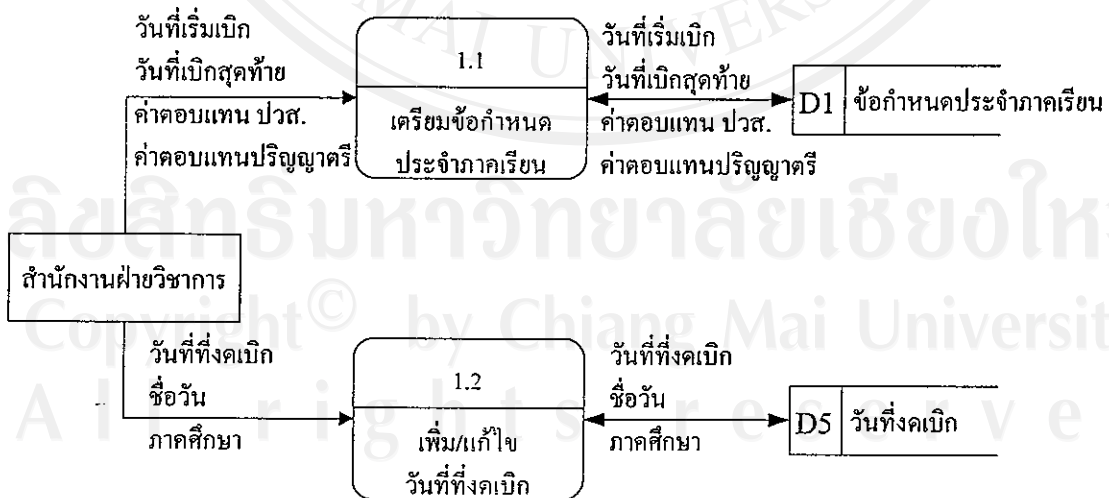 MAI UNIVERS
วันที่เริ่มเบิก
วันที่เบิกสุดท้าย
ค่าตอบแทน ปวส.
ค่าตอบแทนปริญญาตรี
1.1
เตรียมข้อกำหนด
ประจำภาคเรียน
วันที่เริ่มเบิก
วันที่เบิกสุดท้าย
ค่าตอบแทน ปวส.
ค่าตอบแทนปริญญาตรี
D1 ข้อกำหนดประจำภาคเรียน
ลิขสิทธิมหาวิทยาลัยเชียงให
สำนักงานฝ่ายวิชาการ
Copyright© by Chiang Mai Universit
วันที่ที่งดเบิก
ชื่อวัน
ภาคศึกษา
1.2
เพิ่ม/แก้ไข
วันที่ที่งดเบิก
วันที่ที่งดเบิก
ชื่อวัน
ภาคศึกษา
D5 วันที่งดเบิก
All rights reserve